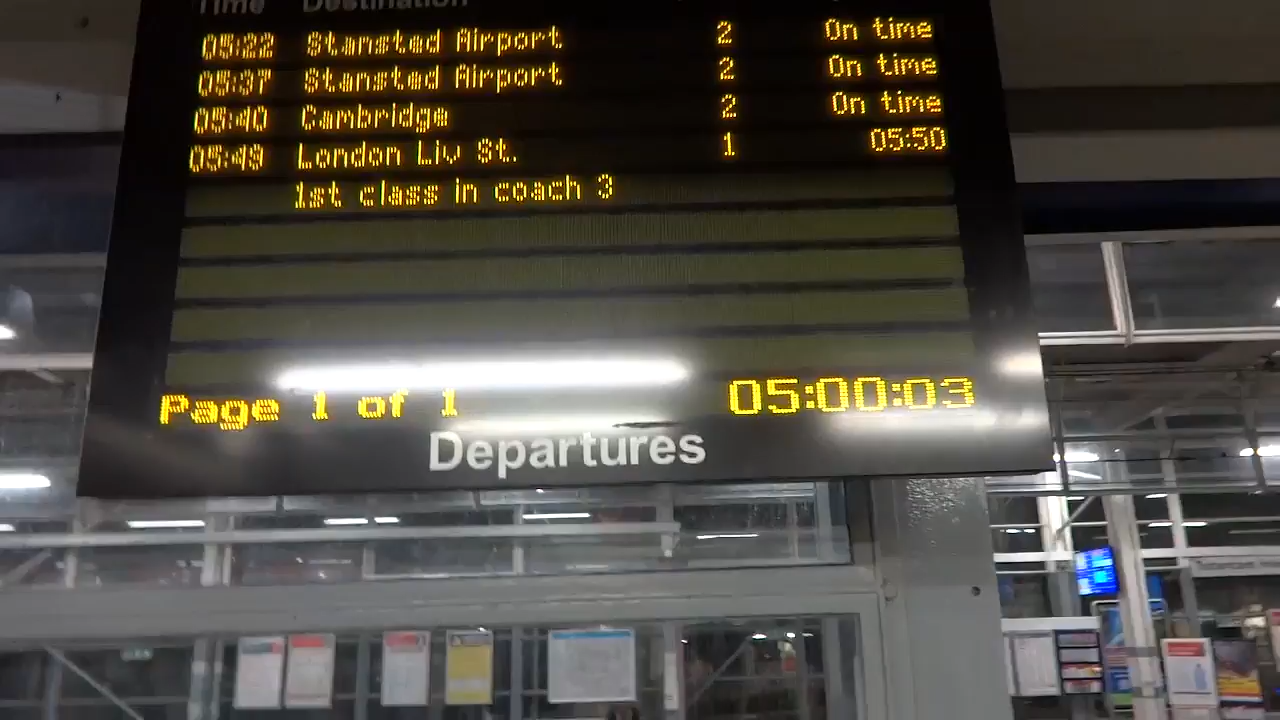 Time Destination
05:22 Stansted Airport 2 On time
05:37 Stansted Airport 2 On time
05:40 Cambridge 2 On time
05:49 London Liv St. 1 05:50
1st class in coach 3
Page 1 of 1 05:00:03
Departures